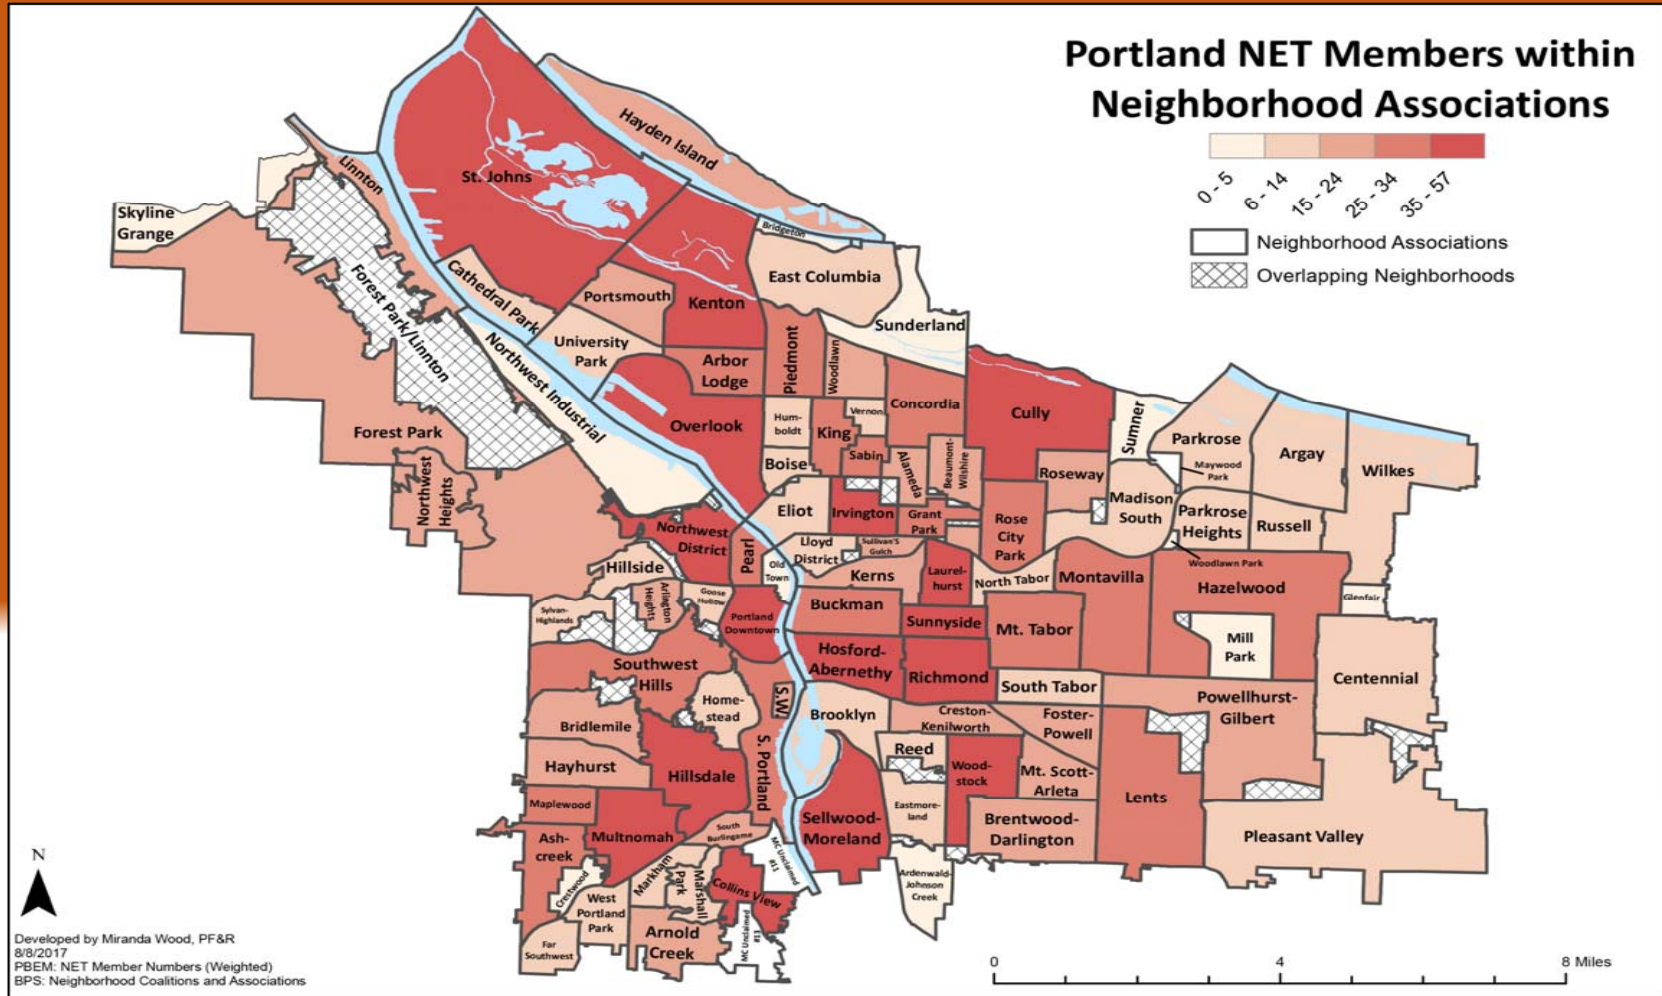 Portland NET Members within
Neighborhood Associations
0 - 5
6 - 14
15 - 24
25 - 34
35 - 57
Neighborhood Associations
Overlapping Neighborhoods
Hayden Island
Linnton
St. Johns
Skyline
Grange
Bridgeton
East Columbia
Cathedral Park
Portsmouth
Kenton
Forest Park/Linnton
Sunderland
University
Park
Northwest Industrial
Arbor
Lodge
Piedmont
Woodlawn
Concordia
Cully
Sumner
Parkrose
Argay
Wilkes
Maywood
Park
Overlook
Hum-
boldt
King
Vernon
Sabin
Alameda
Beaumont-
Wilshire
Roseway
Forest Park
Northwest
Heights
Boise
Madison
South
Parkrose
Heights
Russell
Eliot
Irvington
Grant
Park
Rose
City
Park
Northwest
District
Pearl
Lloyd
District
Sullivan'S
Gulch
Old
Town
Hillside
Kerns
Laurel-
hurst
North Tabor
Montavilla
Woodlawn Park
Hazelwood
Glenfair
Sylvan-
Highlands
Arlington
Heights
Goose
Hollow
Portland
Downtown
Buckman
Sunnyside
Mt. Tabor
Mill
Park
Southwest
Hills
Hosford-
Abernethy
Richmond
South Tabor
Centennial
Home-
stead
S.W.
Brooklyn
Creston-
Kenilworth
Foster-
Powell
Powellhurst-
Gilbert
Bridlemile
Reed
Hayhurst
Hillsdale
S. Portland
Wood-
stock
Mt. Scott-
Arleta
Lents
Maplewood
Eastmore-
land
Sellwood-
Moreland
Brentwood-
Darlington
Pleasant Valley
Ash-
creek
Multnomah
South
Burlingame
MC Unclaimed
#11
Crestwood
Markham
Park
Marshall
Collins View
Ardenwald-
Johnson
Creek
West
Portland
Park
Arnold
Creek
MC Unclaimed
#13
Far
Southwest
N
Developed by Miranda Wood, PF&R
8/8/2017
PBEM: NET Member Numbers (Weighted)
BPS: Neighborhood Coalitions and Associations
0
4
8 Miles